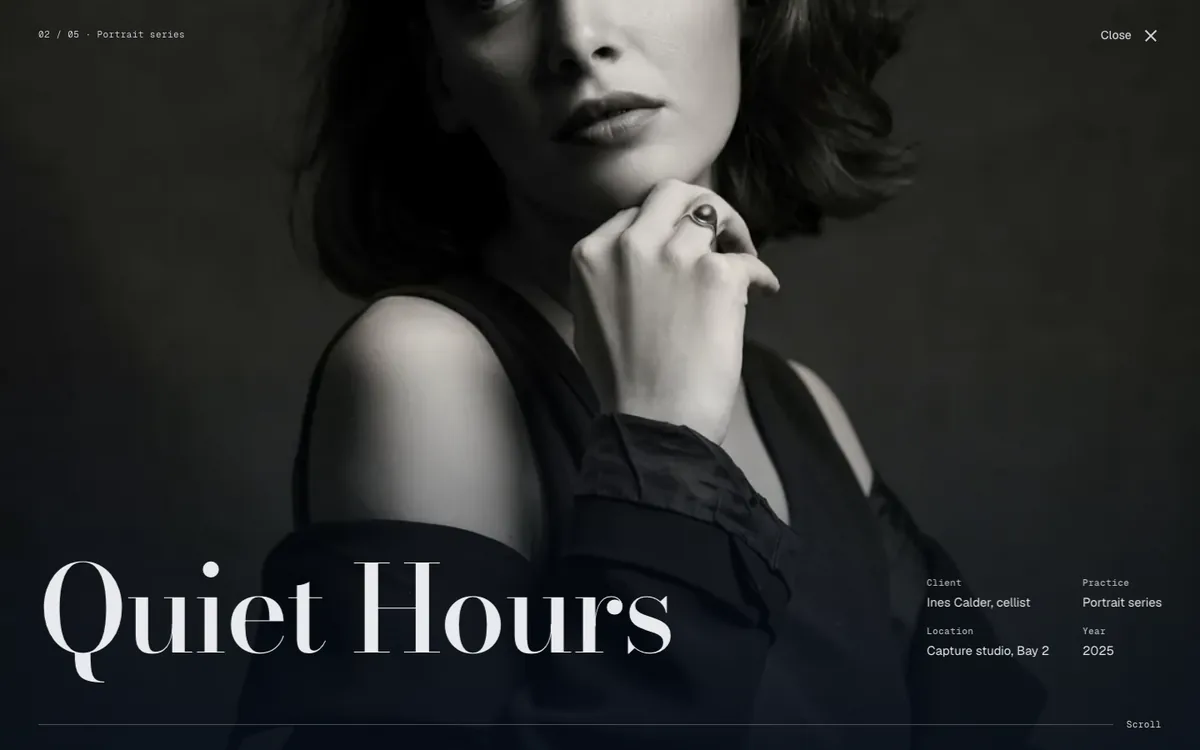 02 / 05 · Portrait series
Close
Quiet Hours
Client
Ines Calder, cellist
Practice
Portrait series
Location
Capture studio, Bay 2
Year
2025
Scroll